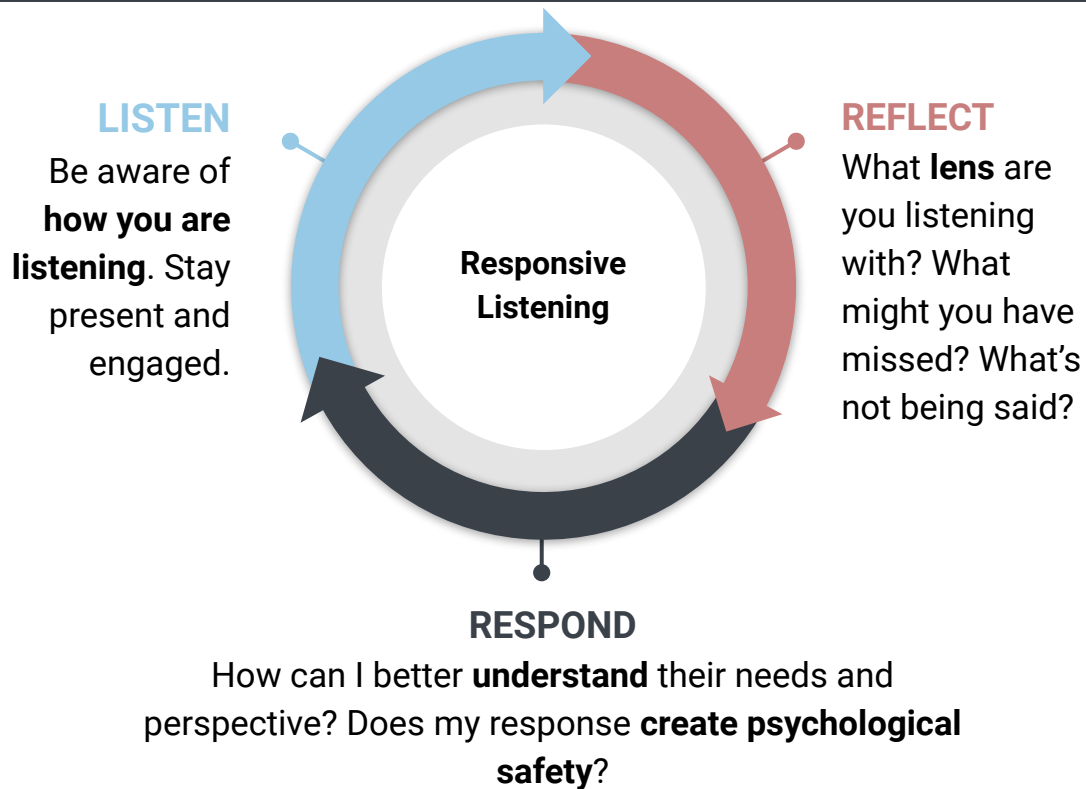 LISTEN
Be aware of
how you are
listening. Stay
present and
engaged.
Responsive
Listening
REFLECT
What lens are
you listening
with? What
might you have
missed? What's
not being said?
RESPOND
How can I better understand their needs and
perspective? Does my response create psychological
safety?